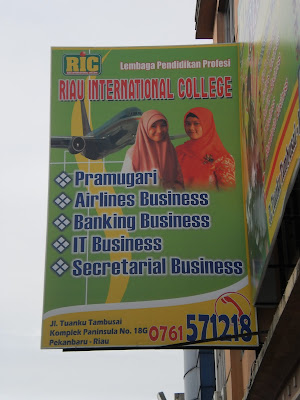 RIC
Lembaga Pendidikan Profesi
RIAU INTERNATIONAL COLLEGE
Pramugari
Airlines Business
Banking Business
IT Business
Secretarial Business
Jl. Tuanku Tambusai
Komplek Paninsula No. 18G
Pekanbaru - Riau
0761 571218